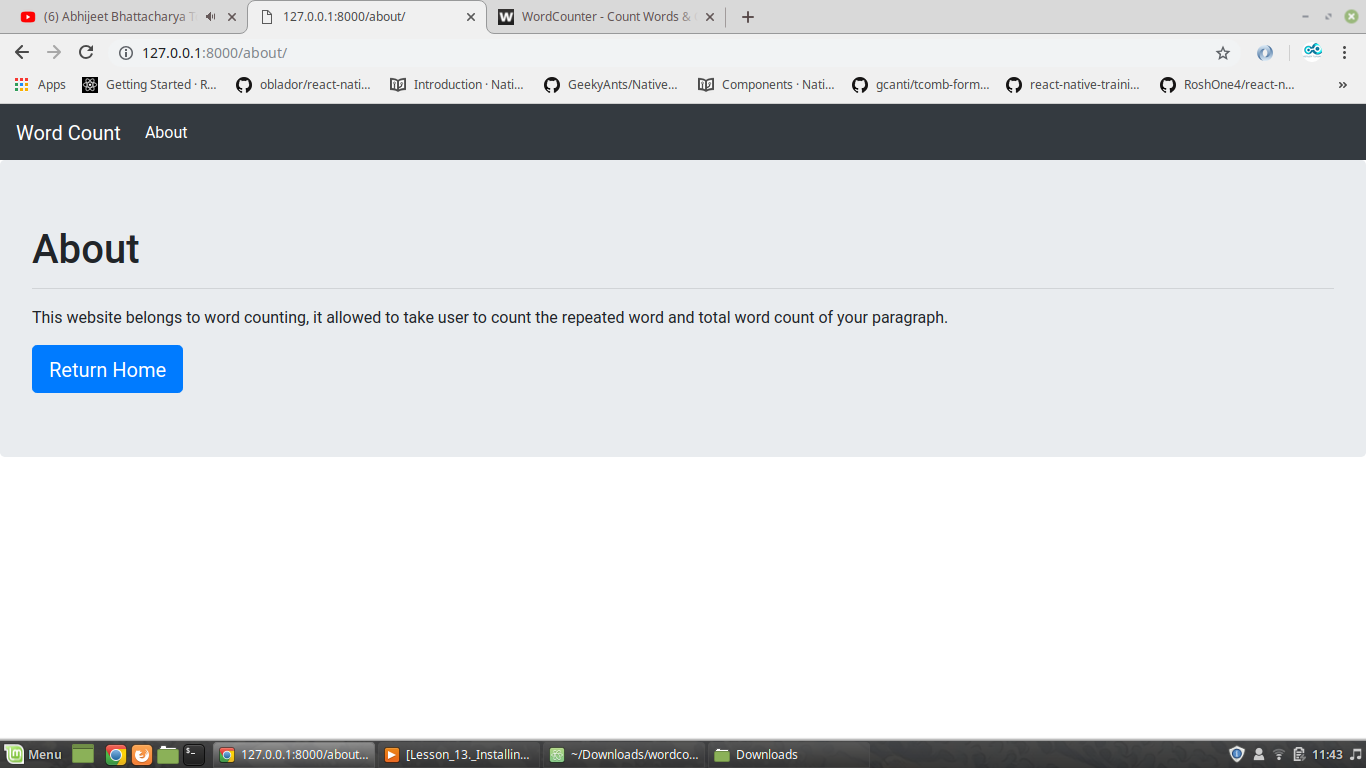 (6) Abhijeet Bhattacharya T
127.0.0.1:8000/about/
WordCounter - Count Words &
127.0.0.1:8000/about/
Apps
Getting Started · R...
oblador/react-nati...
Introduction · Nati...
GeekyAnts/Native...
Components · Nati...
gcanti/tcomb-form...
react-native-traini...
RoshOne4/react-n...
»
Word Count
About
About
This website belongs to word counting, it allowed to take user to count the repeated word and total word count of your paragraph.
Return Home
Menu
127.0.0.1:8000/about...
[Lesson_13._Installin...
~/Downloads/wordco...
Downloads
11:43